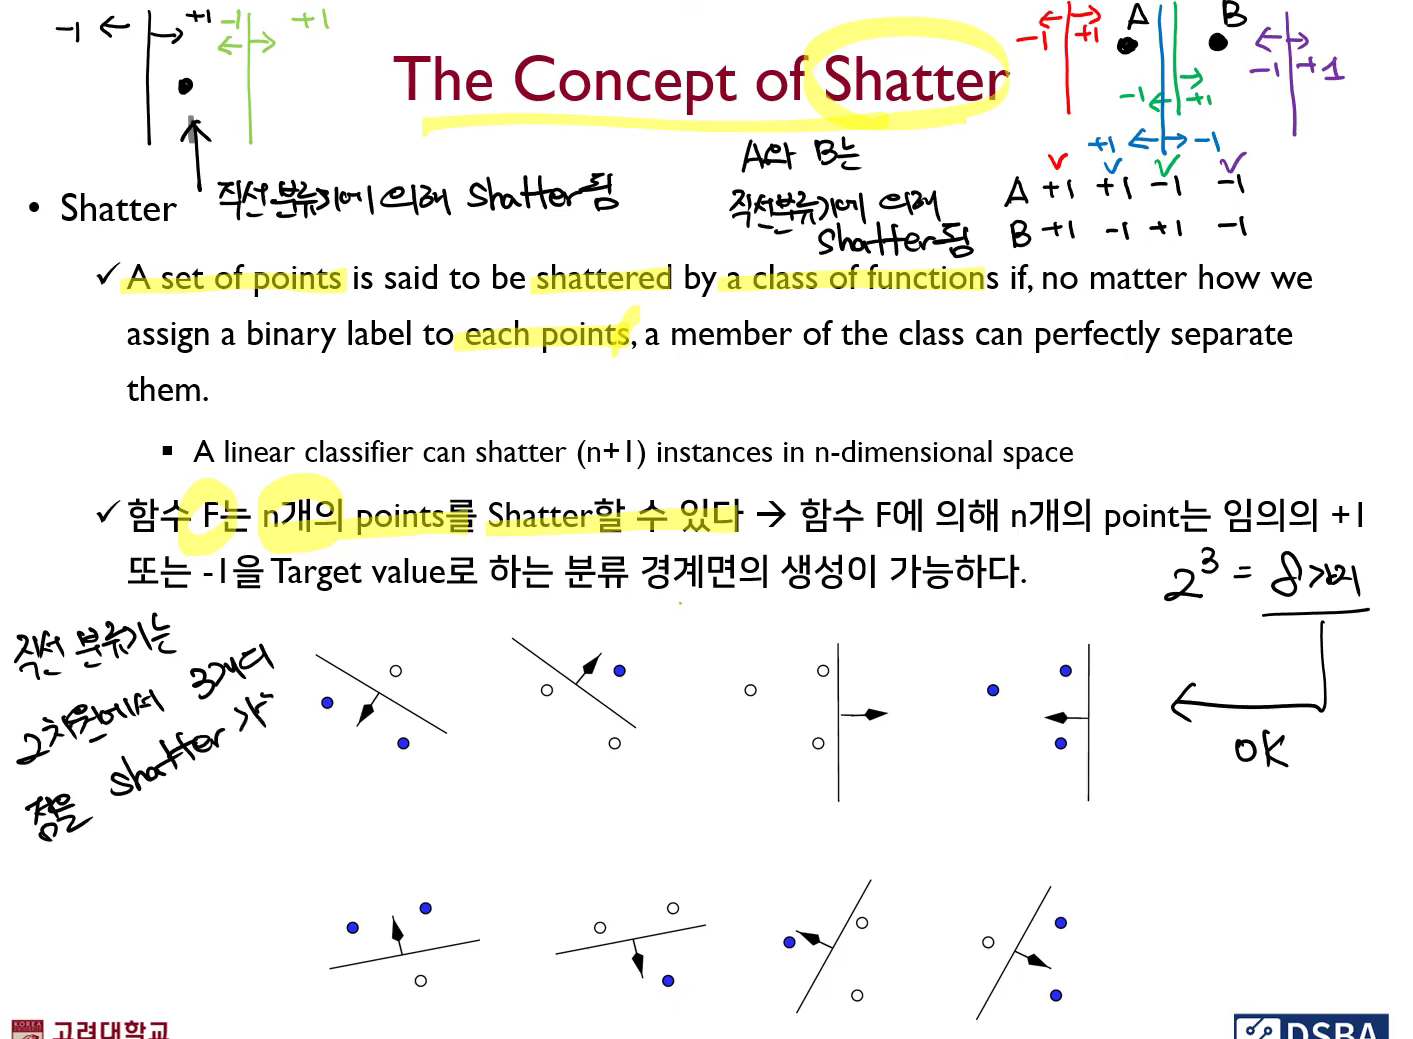 -1 +1 -1 +1
-1 +1 A B -1 +1
-1 +1
+1 -1
The Concept of Shatter
A와 B는
직선분류기에 의해
shatter됨
A +1 +1 -1 -1
B +1 -1 +1 -1
• Shatter
직선분류기에 의해 shatter됨
✓ A set of points is said to be shattered by a class of functions if, no matter how we
assign a binary label to each points, a member of the class can perfectly separate
them.
▪ A linear classifier can shatter (n+1) instances in n-dimensional space
✓ 함수 F는 n개의 points를 Shatter할 수 있다 → 함수 F에 의해 n개의 point는 임의의 +1
또는 -1을 Target value로 하는 분류 경계면의 생성이 가능하다.
2³ = 8가지
OK
직선 분류기는
2차원에서 3개의
점을 shatter 가
KOREA
고려대학교
DSBA